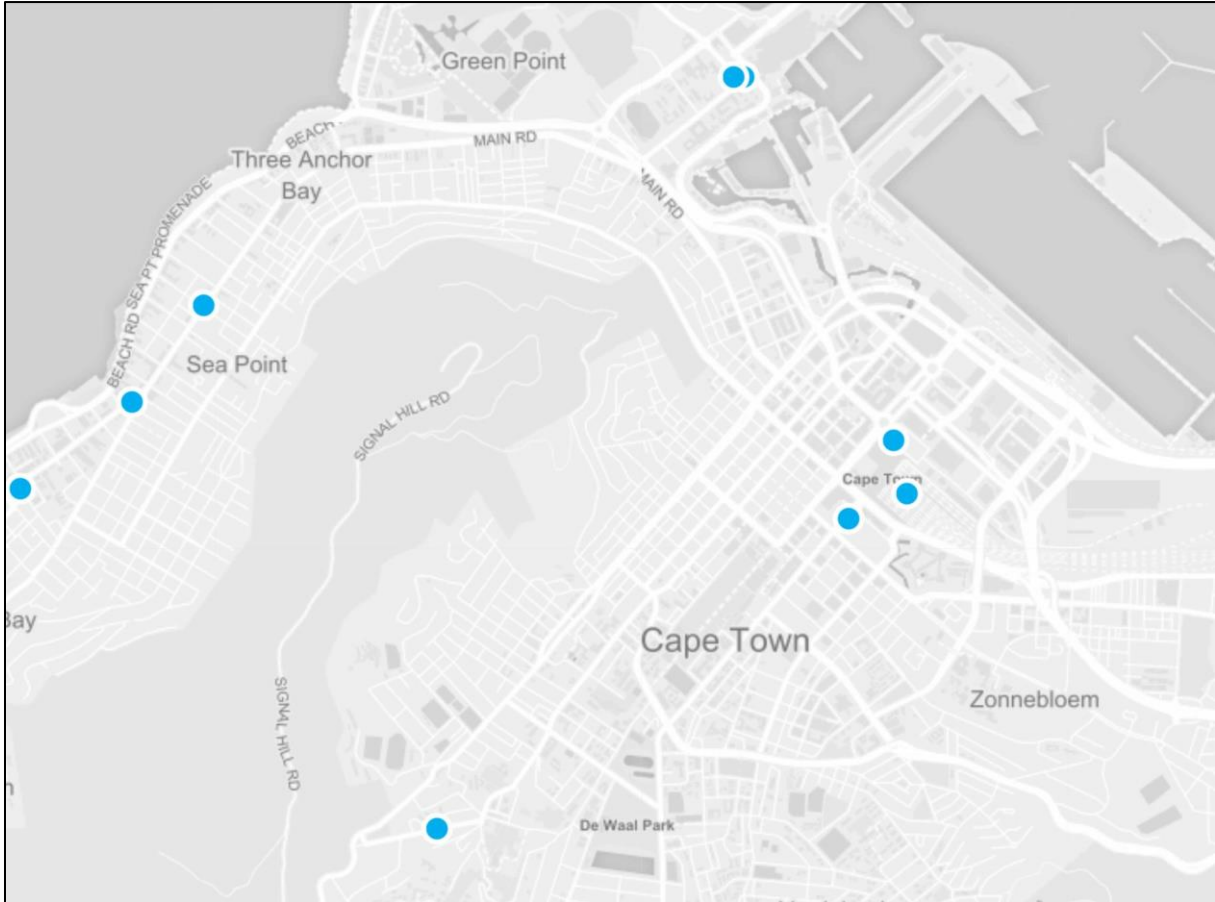 Green Point
BEACH
MAIN RD
Three Anchor
Bay
MAIN RD
SEA PT PROMENADE
BEACH RD
Sea Point
SIGNAL HILL RD
Cape Town
Bay
Cape Town
SIGNAL HILL RD
Zonnebloem
De Waal Park